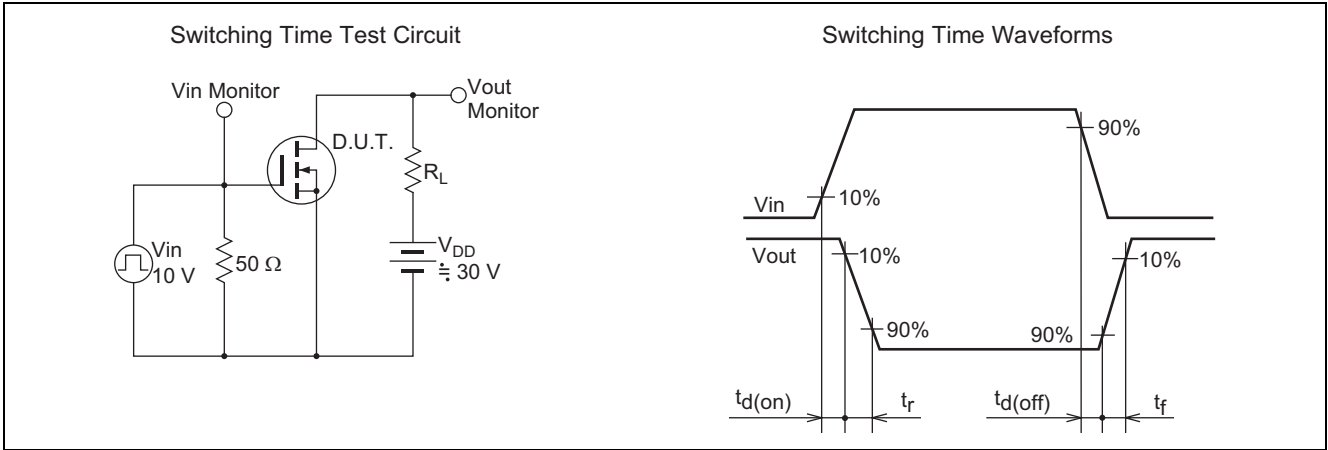 Switching Time Test Circuit
Vin Monitor
Vout
Monitor
D.U.T.
RL
Vin
10 V
50 Ω
VDD
≒ 30 V
Switching Time Waveforms
90%
Vin
10%
Vout
10%
10%
90%
90%
td(on)
tr
td(off)
tf